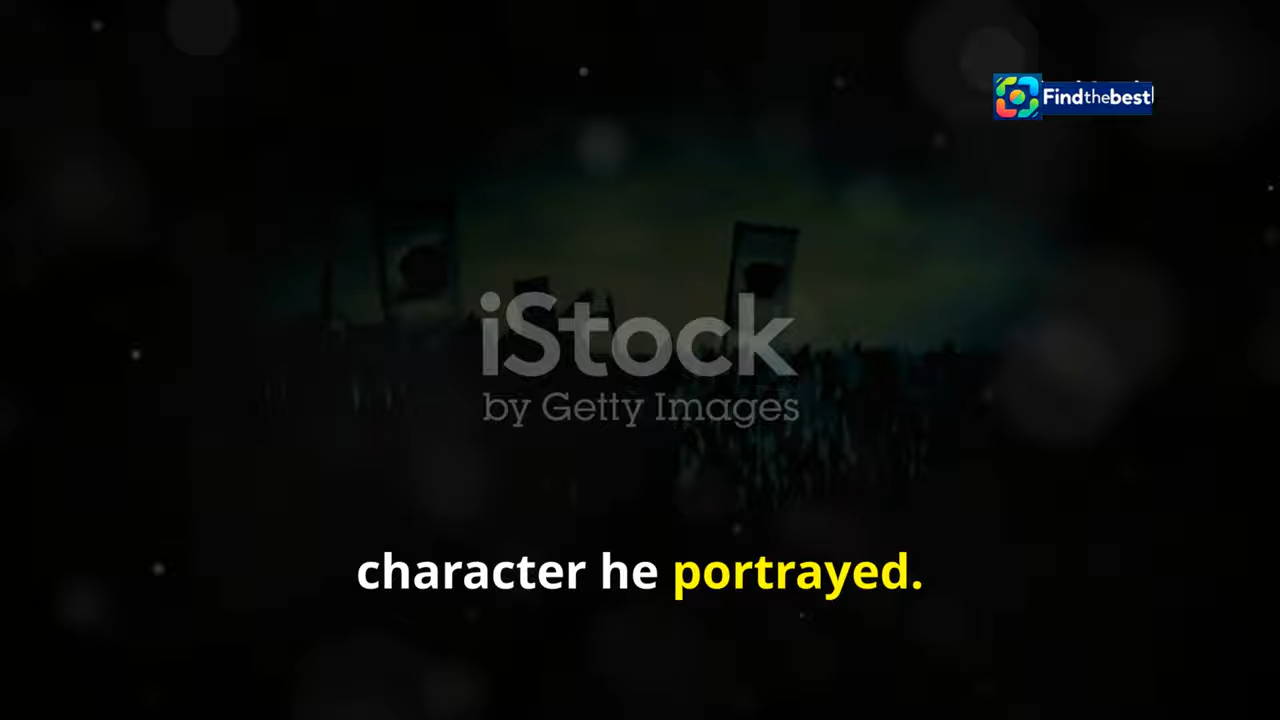 Findthebest
iStock
by Getty Images
character he portrayed.